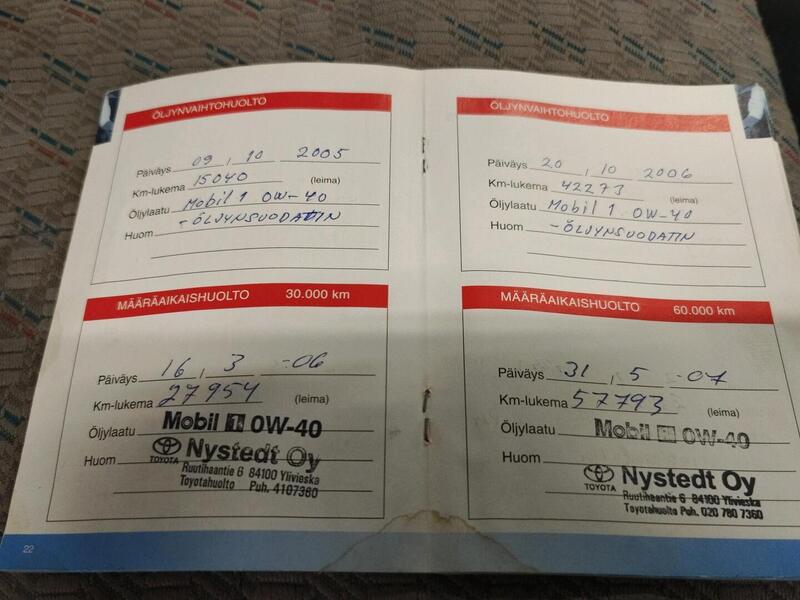 ÖLJYNVAIHTOHUOLTO
Päiväys 09 , 10 2005
Km-lukema 15040 (leima)
Öljylaatu Mobil 1 0W-40
Huom -ÖLJYNSUODATIN
MÄÄRÄAIKAISHUOLTO 30.000 km
Päiväys 16 , 3 -06
Km-lukema 27954 (leima)
Öljylaatu Mobil 1 0W-40
Huom TOYOTA Nystedt Oy
Ruutihaantie 6 84100 Ylivieska
Toyotahuolto Puh. 4107360
22
ÖLJYNVAIHTOHUOLTO
Päiväys 20 , 10 2006
Km-lukema 42273 (leima)
Öljylaatu Mobil 1 0W-40
Huom -ÖLJYNSUODATIN
MÄÄRÄAIKAISHUOLTO 60.000 km
Päiväys 31 , 5 -07
Km-lukema 57793 (leima)
Öljylaatu Mobil 1 0W-40
Huom TOYOTA Nystedt Oy
Ruutihaantie 6 84100 Ylivieska
Toyotahuolto Puh. 020 780 7360